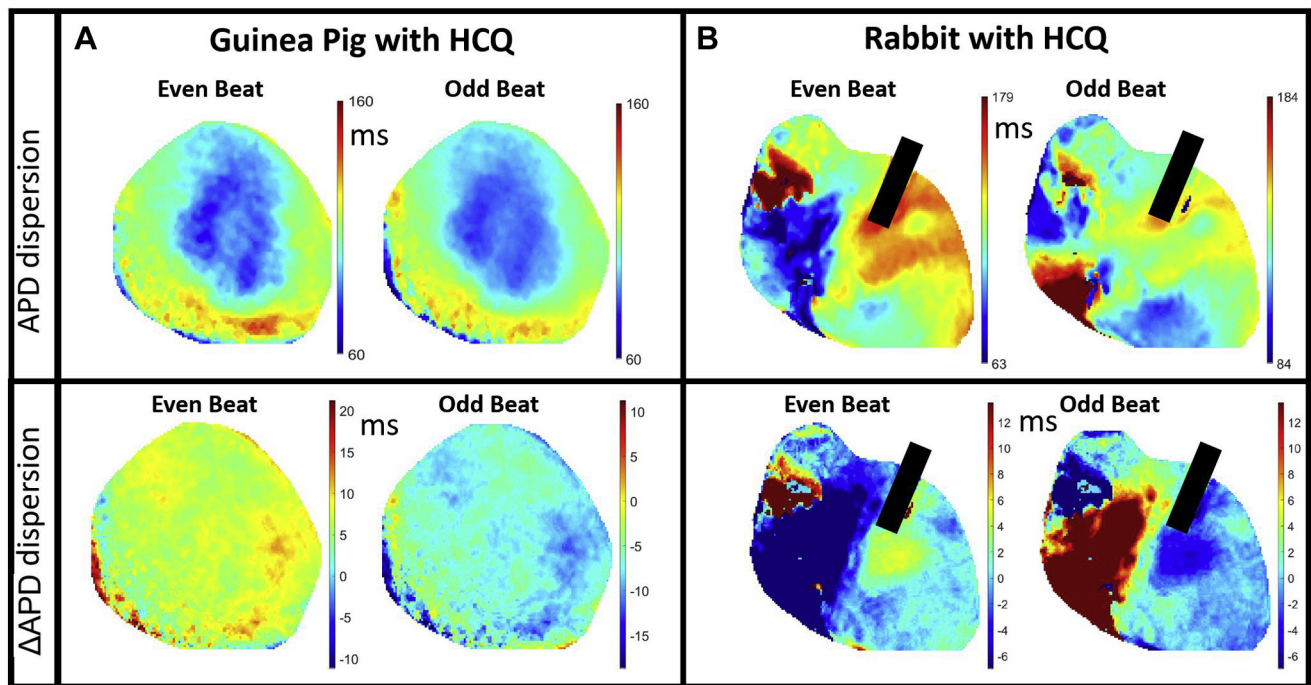 A
Guinea Pig with HCQ
B
Rabbit with HCQ
APD dispersion
Even Beat
Odd Beat
Even Beat
Odd Beat
160
ms
60
160
60
179
ms
63
184
84
ΔAPD dispersion
Even Beat
Odd Beat
Even Beat
Odd Beat
20
15
10
5
0
-5
-10
ms
10
5
0
-5
-10
-15
12
10
8
6
4
2
0
-2
-4
-6
ms
12
10
8
6
4
2
0
-2
-4
-6